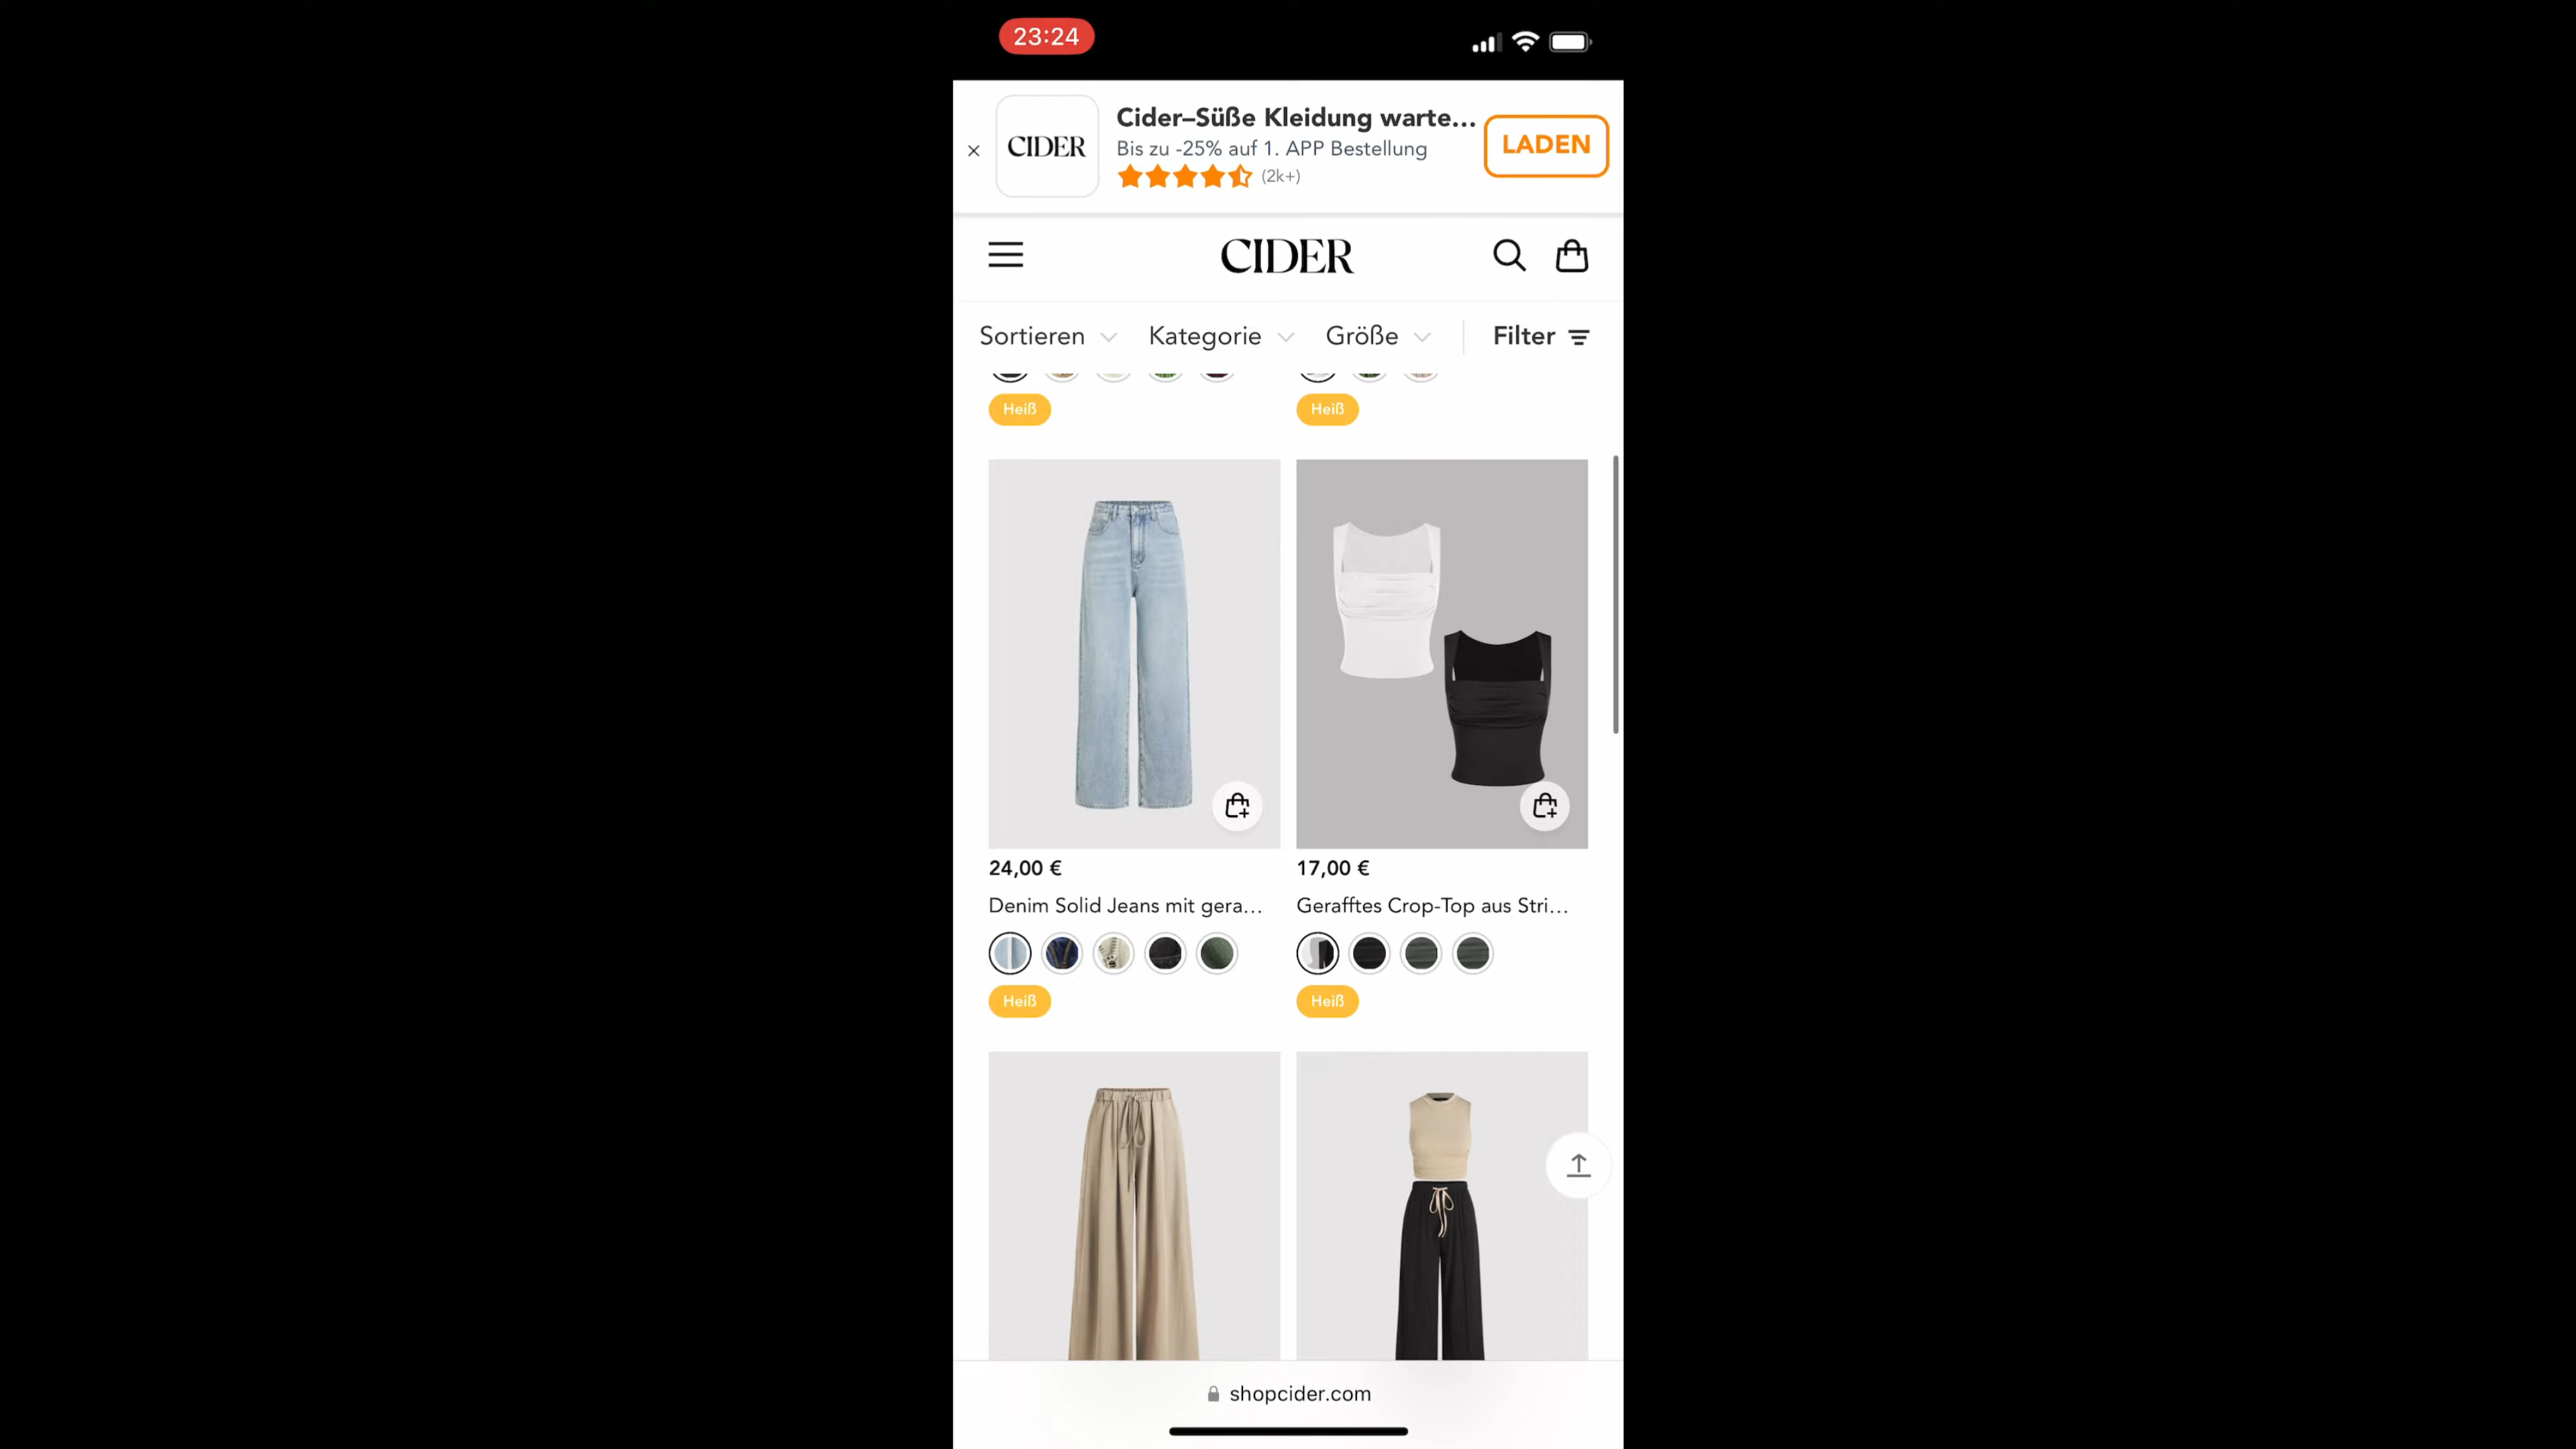 23:24
CIDER
Cider–Süße Kleidung warte...
Bis zu -25% auf 1. APP Bestellung
(2k+)
LADEN
CIDER
Sortieren
Kategorie
Größe
Filter
Heiß
Heiß
24,00 €
17,00 €
Denim Solid Jeans mit gera...
Gerafftes Crop-Top aus Stri...
Heiß
Heiß
shopcider.com